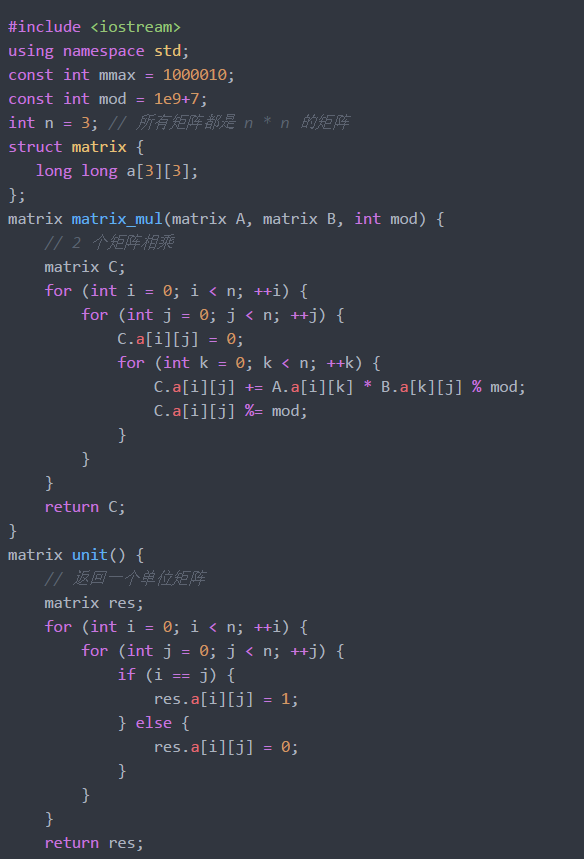 #include <iostream>
using namespace std;
const int mmax = 1000010;
const int mod = 1e9+7;
int n = 3; // 所有矩阵都是 n * n 的矩阵
struct matrix {
   long long a[3][3];
};
matrix matrix_mul(matrix A, matrix B, int mod) {
    // 2 个矩阵相乘
    matrix C;
    for (int i = 0; i < n; ++i) {
        for (int j = 0; j < n; ++j) {
            C.a[i][j] = 0;
            for (int k = 0; k < n; ++k) {
                C.a[i][j] += A.a[i][k] * B.a[k][j] % mod;
                C.a[i][j] %= mod;
            }
        }
    }
    return C;
}
matrix unit() {
    // 返回一个单位矩阵
    matrix res;
    for (int i = 0; i < n; ++i) {
        for (int j = 0; j < n; ++j) {
            if (i == j) {
                res.a[i][j] = 1;
            } else {
                res.a[i][j] = 0;
            }
        }
    }
    return res;